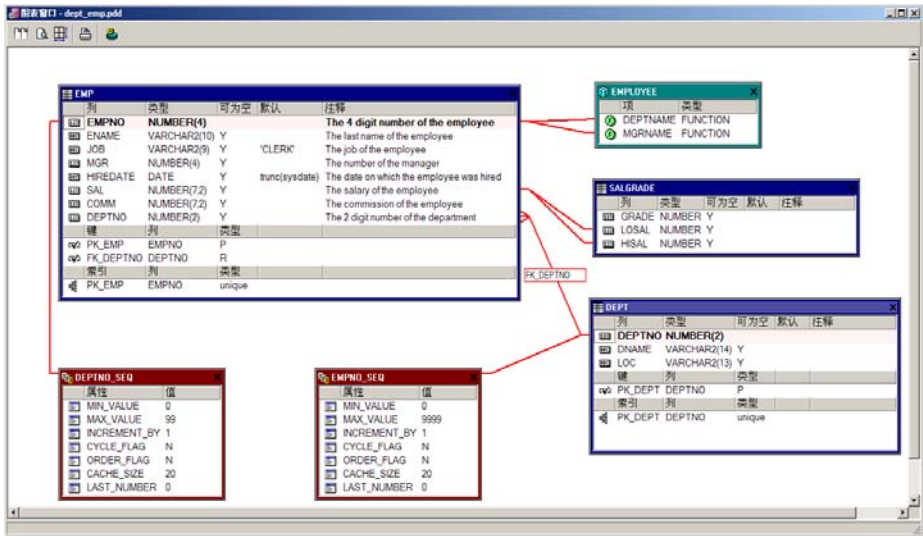 报表窗口 - dept_emp.pdd
EMP
列 类型 可为空 默认 注释
EMPNO NUMBER(4) The 4 digit number of the employee
ENAME VARCHAR2(10) Y The last name of the employee
JOB VARCHAR2(9) Y 'CLERK' The job of the employee
MGR NUMBER(4) Y The number of the manager
HIREDATE DATE Y trunc(sysdate) The date on which the employee was hired
SAL NUMBER(7,2) Y The salary of the employee
COMM NUMBER(7,2) Y The commission of the employee
DEPTNO NUMBER(2) Y The 2 digit number of the department
键 列 类型
PK_EMP EMPNO P
FK_DEPTNO DEPTNO R
索引 列 类型
PK_EMP EMPNO unique
EMPLOYEE
项 类型
DEPTNAME FUNCTION
MGRNAME FUNCTION
SALGRADE
列 类型 可为空 默认 注释
GRADE NUMBER Y
LOSAL NUMBER Y
HISAL NUMBER Y
FK_DEPTNO
DEPT
列 类型 可为空 默认 注释
DEPTNO NUMBER(2)
DNAME VARCHAR2(14) Y
LOC VARCHAR2(13) Y
键 列 类型
PK_DEPT DEPTNO P
索引 列 类型
PK_DEPT DEPTNO unique
DEPTNO_SEQ
属性 值
MIN_VALUE 0
MAX_VALUE 99
INCREMENT_BY 1
CYCLE_FLAG N
ORDER_FLAG N
CACHE_SIZE 20
LAST_NUMBER 0
EMPNO_SEQ
属性 值
MIN_VALUE 0
MAX_VALUE 9999
INCREMENT_BY 1
CYCLE_FLAG N
ORDER_FLAG N
CACHE_SIZE 20
LAST_NUMBER 0